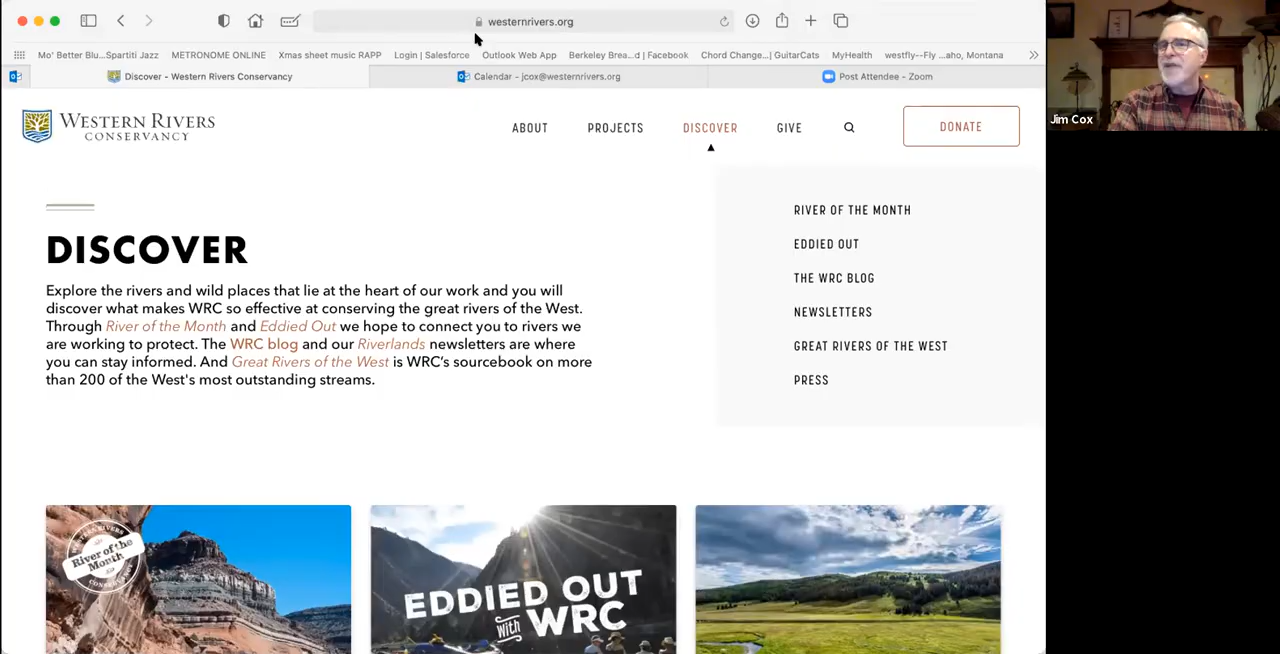 westernrivers.org
Mo' Better Blu...Spartiti Jazz METRONOME ONLINE Xmas sheet music RAPP Login | Salesforce Outlook Web App Berkeley Brea...d | Facebook Chord Change...| GuitarCats MyHealth westfly--Fly ...aho, Montana
Discover - Western Rivers Conservancy Calendar - jcox@westernrivers.org Post Attendee - Zoom
Jim Cox
WESTERN RIVERS
CONSERVANCY
ABOUT PROJECTS DISCOVER GIVE DONATE
RIVER OF THE MONTH
EDDIED OUT
THE WRC BLOG
NEWSLETTERS
GREAT RIVERS OF THE WEST
PRESS
DISCOVER
Explore the rivers and wild places that lie at the heart of our work and you will
discover what makes WRC so effective at conserving the great rivers of the West.
Through River of the Month and Eddied Out we hope to connect you to rivers we
are working to protect. The WRC blog and our Riverlands newsletters are where
you can stay informed. And Great Rivers of the West is WRC's sourcebook on more
than 200 of the West's most outstanding streams.
WESTERN RIVERS
River of the
Month
CONSERVANCY
EDDIED OUT
with WRC